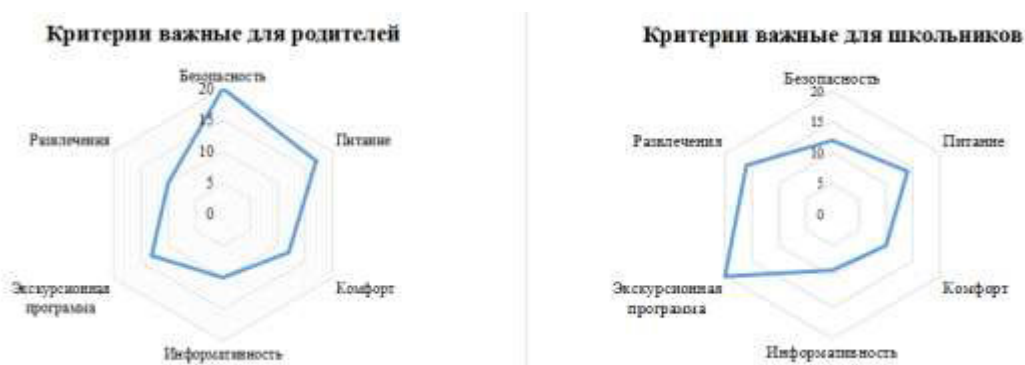 Критерии важные для родителей
Безопасность
20
15
10
5
0
Питание
Комфорт
Информативность
Экскурсионная
программа
Развлечения
Критерии важные для школьников
Безопасность
20
15
10
5
0
Питание
Комфорт
Информативность
Экскурсионная
программа
Развлечения